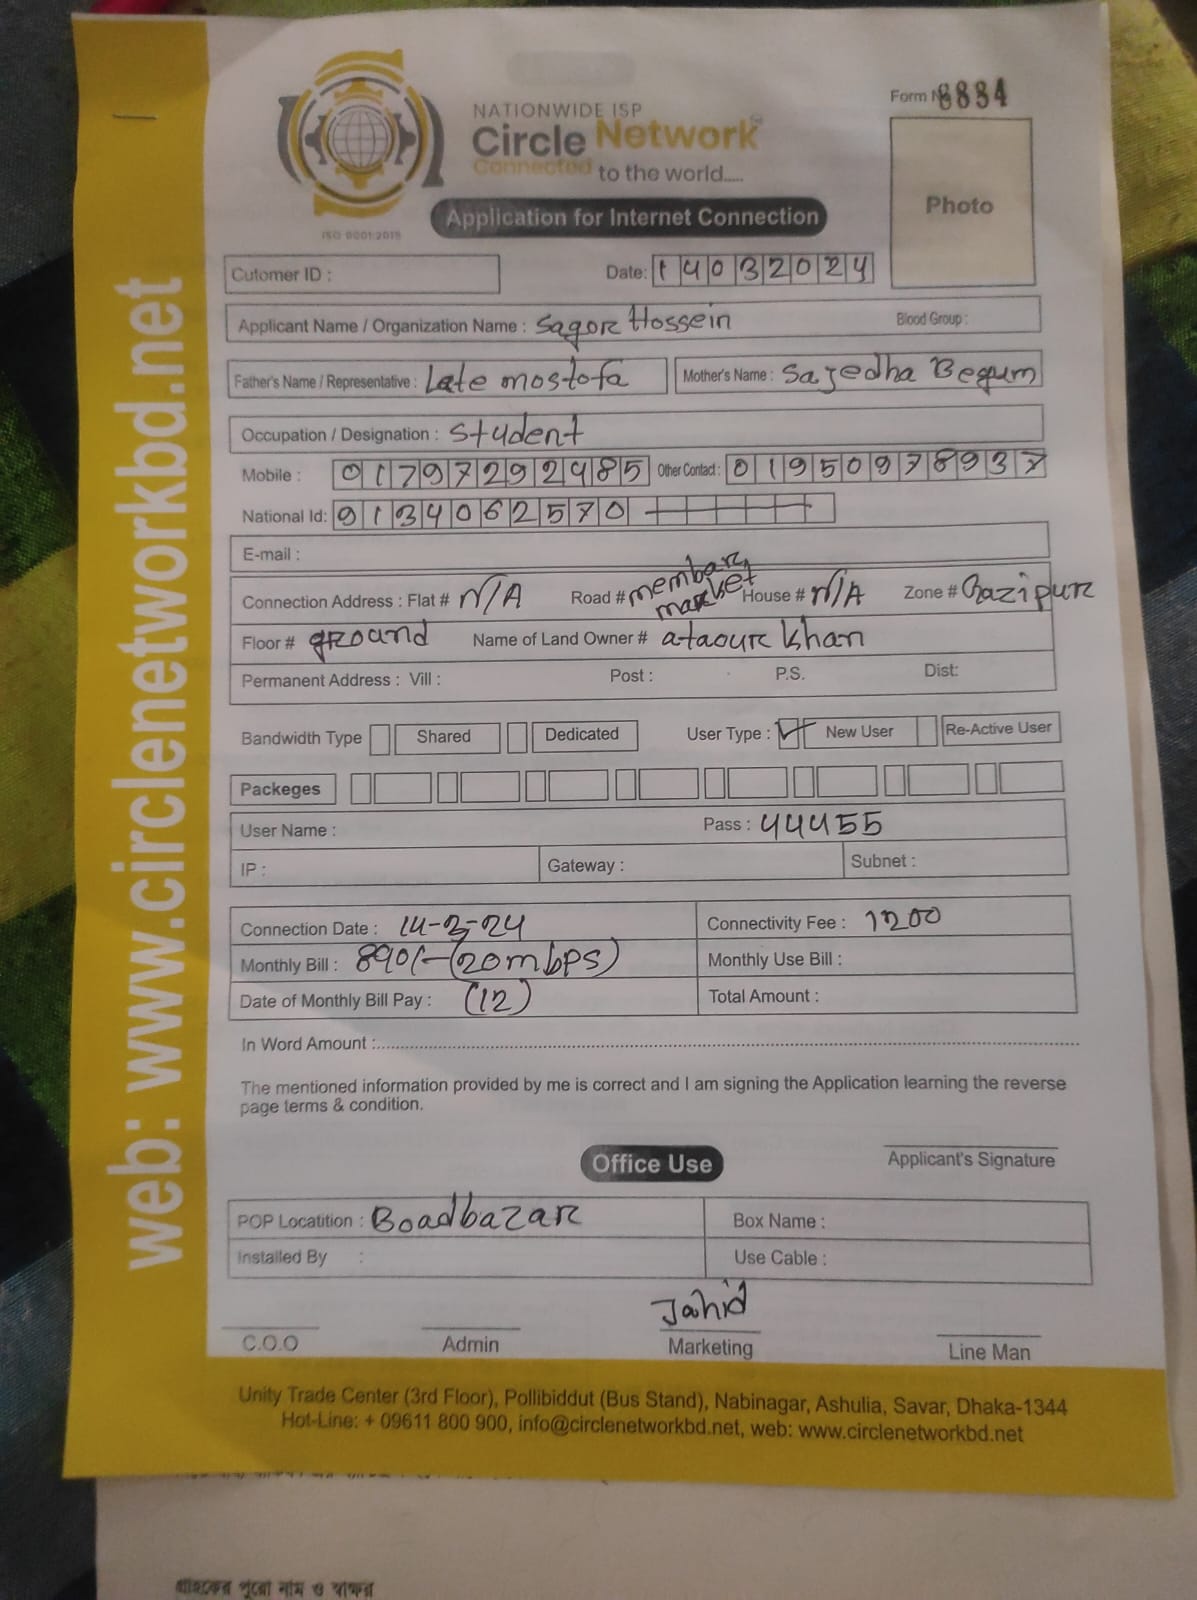 NATIONWIDE ISP
Circle Network
Connected to the world.....
ISO 9001:2015
Application for Internet Connection
Form N 8884
Photo
Cutomer ID :
Date: 14032024
Applicant Name / Organization Name : Sagor Hossein Blood Group :
Father's Name / Representative : Late mostofa Mother's Name : Sajedha Begum
Occupation / Designation : Student
Mobile : 01797292485 Other Contact : 01950978937
National Id: 9134062570
E-mail :
Connection Address : Flat # N/A Road # membar market House # N/A Zone # Gazipur
Floor # ground Name of Land Owner # ataour khan
Permanent Address : Vill : Post : P.S. Dist:
Bandwidth Type Shared Dedicated User Type : New User Re-Active User
Packeges
User Name : Pass : 44455
IP : Gateway : Subnet :
Connection Date : 14-3-24 Connectivity Fee : 1200
Monthly Bill : 890/-(20mbps) Monthly Use Bill :
Date of Monthly Bill Pay : (12) Total Amount :
In Word Amount :
The mentioned information provided by me is correct and I am signing the Application learning the reverse
page terms & condition.
Applicant's Signature
Office Use
POP Locatition : Boadbazar Box Name :
Installed By : Use Cable :
Jahid
C.O.O Admin Marketing Line Man
Unity Trade Center (3rd Floor), Pollibiddut (Bus Stand), Nabinagar, Ashulia, Savar, Dhaka-1344
Hot-Line: + 09611 800 900, info@circlenetworkbd.net, web: www.circlenetworkbd.net
web: www.circlenetworkbd.net
গ্রাহকের পুরো নাম ও স্বাক্ষর